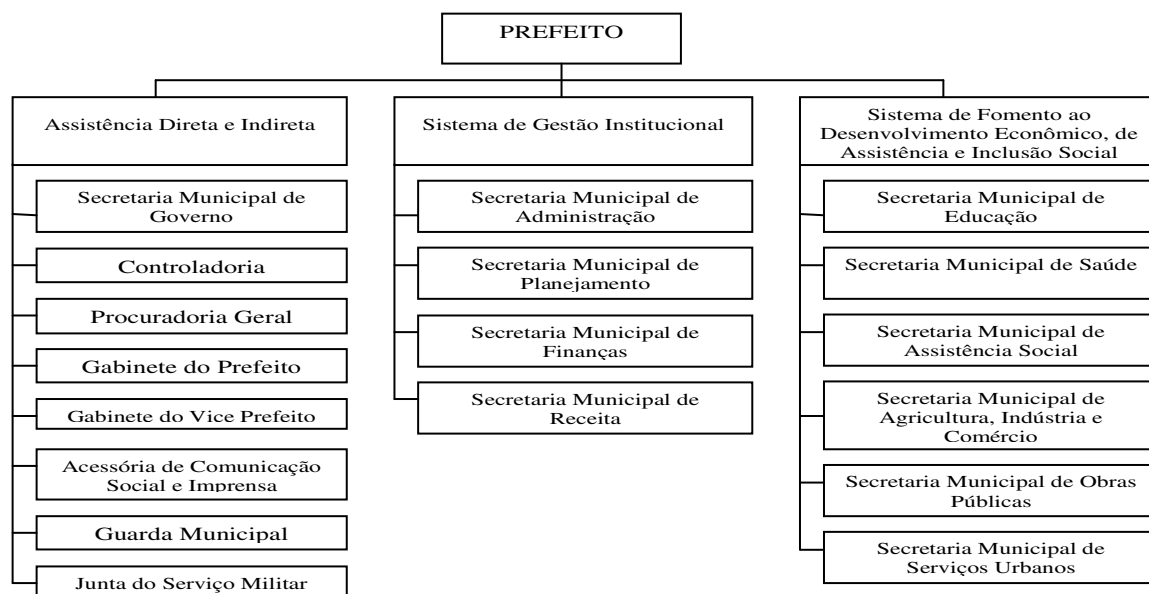 PREFEITO
Assistência Direta e Indireta
Secretaria Municipal de
Governo
Controladoria
Procuradoria Geral
Gabinete do Prefeito
Gabinete do Vice Prefeito
Acessória de Comunicação
Social e Imprensa
Guarda Municipal
Junta do Serviço Militar
Sistema de Gestão Institucional
Secretaria Municipal de
Administração
Secretaria Municipal de
Planejamento
Secretaria Municipal de
Finanças
Secretaria Municipal de
Receita
Sistema de Fomento ao
Desenvolvimento Econômico, de
Assistência e Inclusão Social
Secretaria Municipal de
Educação
Secretaria Municipal de Saúde
Secretaria Municipal de
Assistência Social
Secretaria Municipal de
Agricultura, Indústria e
Comércio
Secretaria Municipal de Obras
Públicas
Secretaria Municipal de
Serviços Urbanos